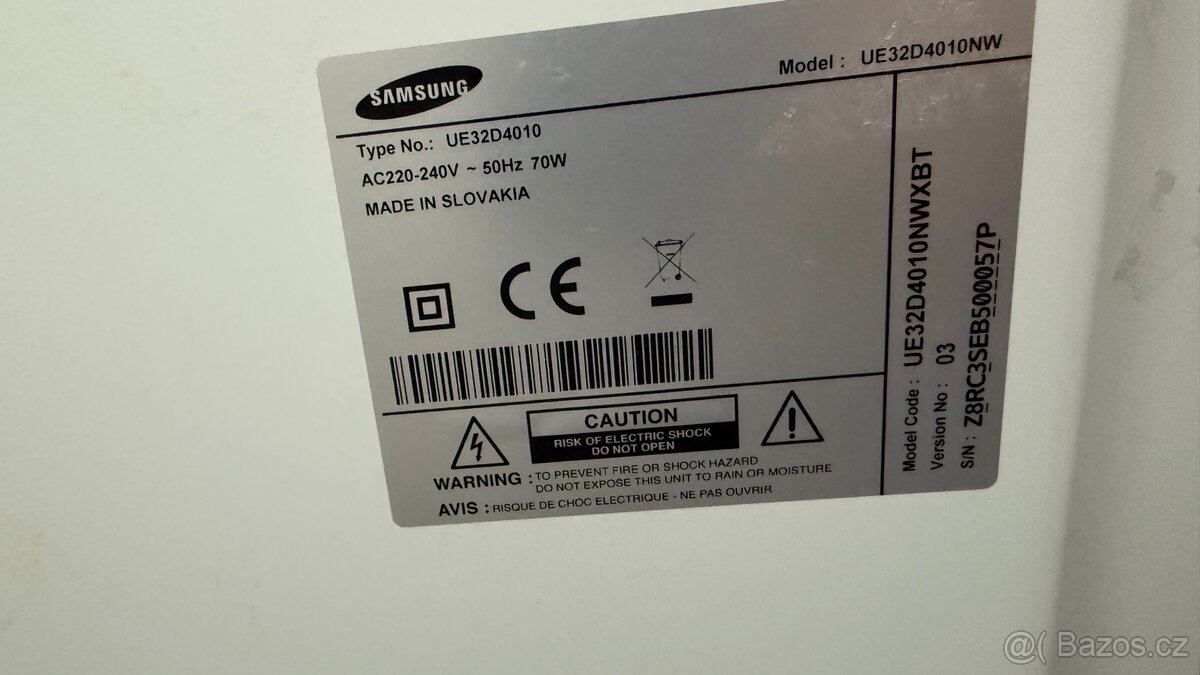 SAMSUNG
Model : UE32D4010NW
Type No.: UE32D4010
AC220-240V ~ 50Hz 70W
MADE IN SLOVAKIA
CE
CAUTION
RISK OF ELECTRIC SHOCK
DO NOT OPEN
WARNING : TO PREVENT FIRE OR SHOCK HAZARD
DO NOT EXPOSE THIS UNIT TO RAIN OR MOISTURE
AVIS : RISQUE DE CHOC ELECTRIQUE - NE PAS OUVRIR
Model Code : UE32D4010NWXBT
Version No : 03
S/N : Z8RC3SEB500057P
@( Bazos.cz